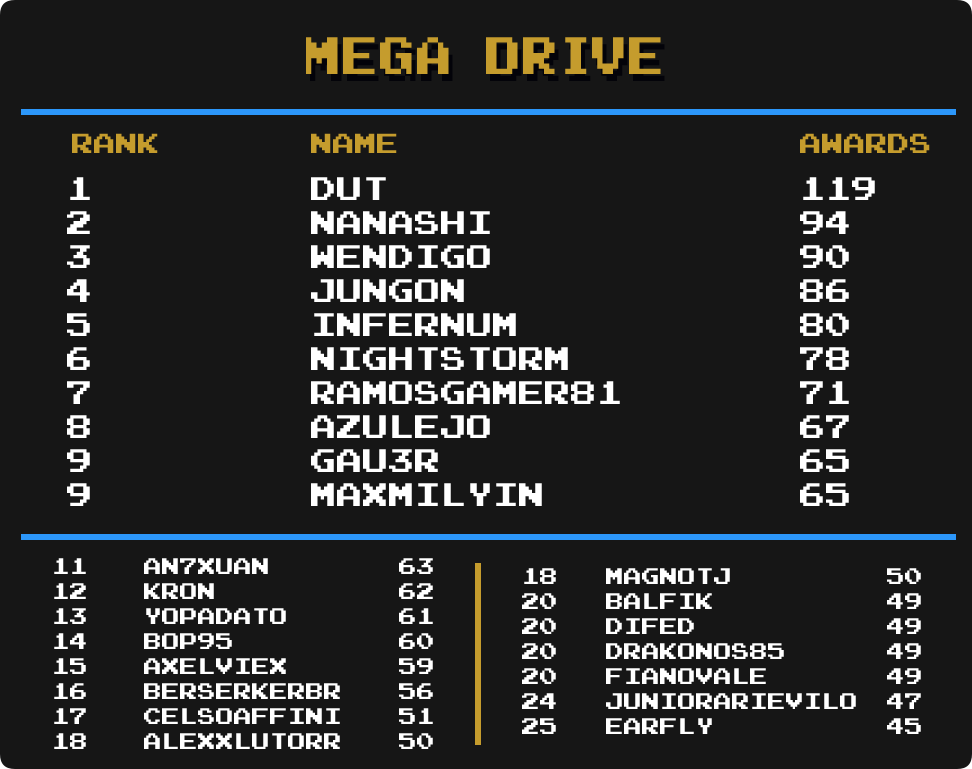 MEGA DRIVE
RANK NAME AWARDS
1 DUT 119
2 NANASHI 94
3 WENDIGO 90
4 JUNGON 86
5 INFERNUM 80
6 NIGHTSTORM 78
7 RAMOSGAMER81 71
8 AZULEJO 67
9 GAU3R 65
9 MAXMILYIN 65
11 AN7XUAN 63
12 KRON 62
13 YOPADATO 61
14 BOP95 60
15 AXELVIEX 59
16 BERSERKERBR 56
17 CELSOAFFINI 51
18 ALEXXLUTORR 50
18 MAGNOTJ 50
20 BALFIK 49
20 DIFED 49
20 DRAKONOS85 49
20 FIANOVALE 49
24 JUNIORARIEVILO 47
25 EARFLY 45